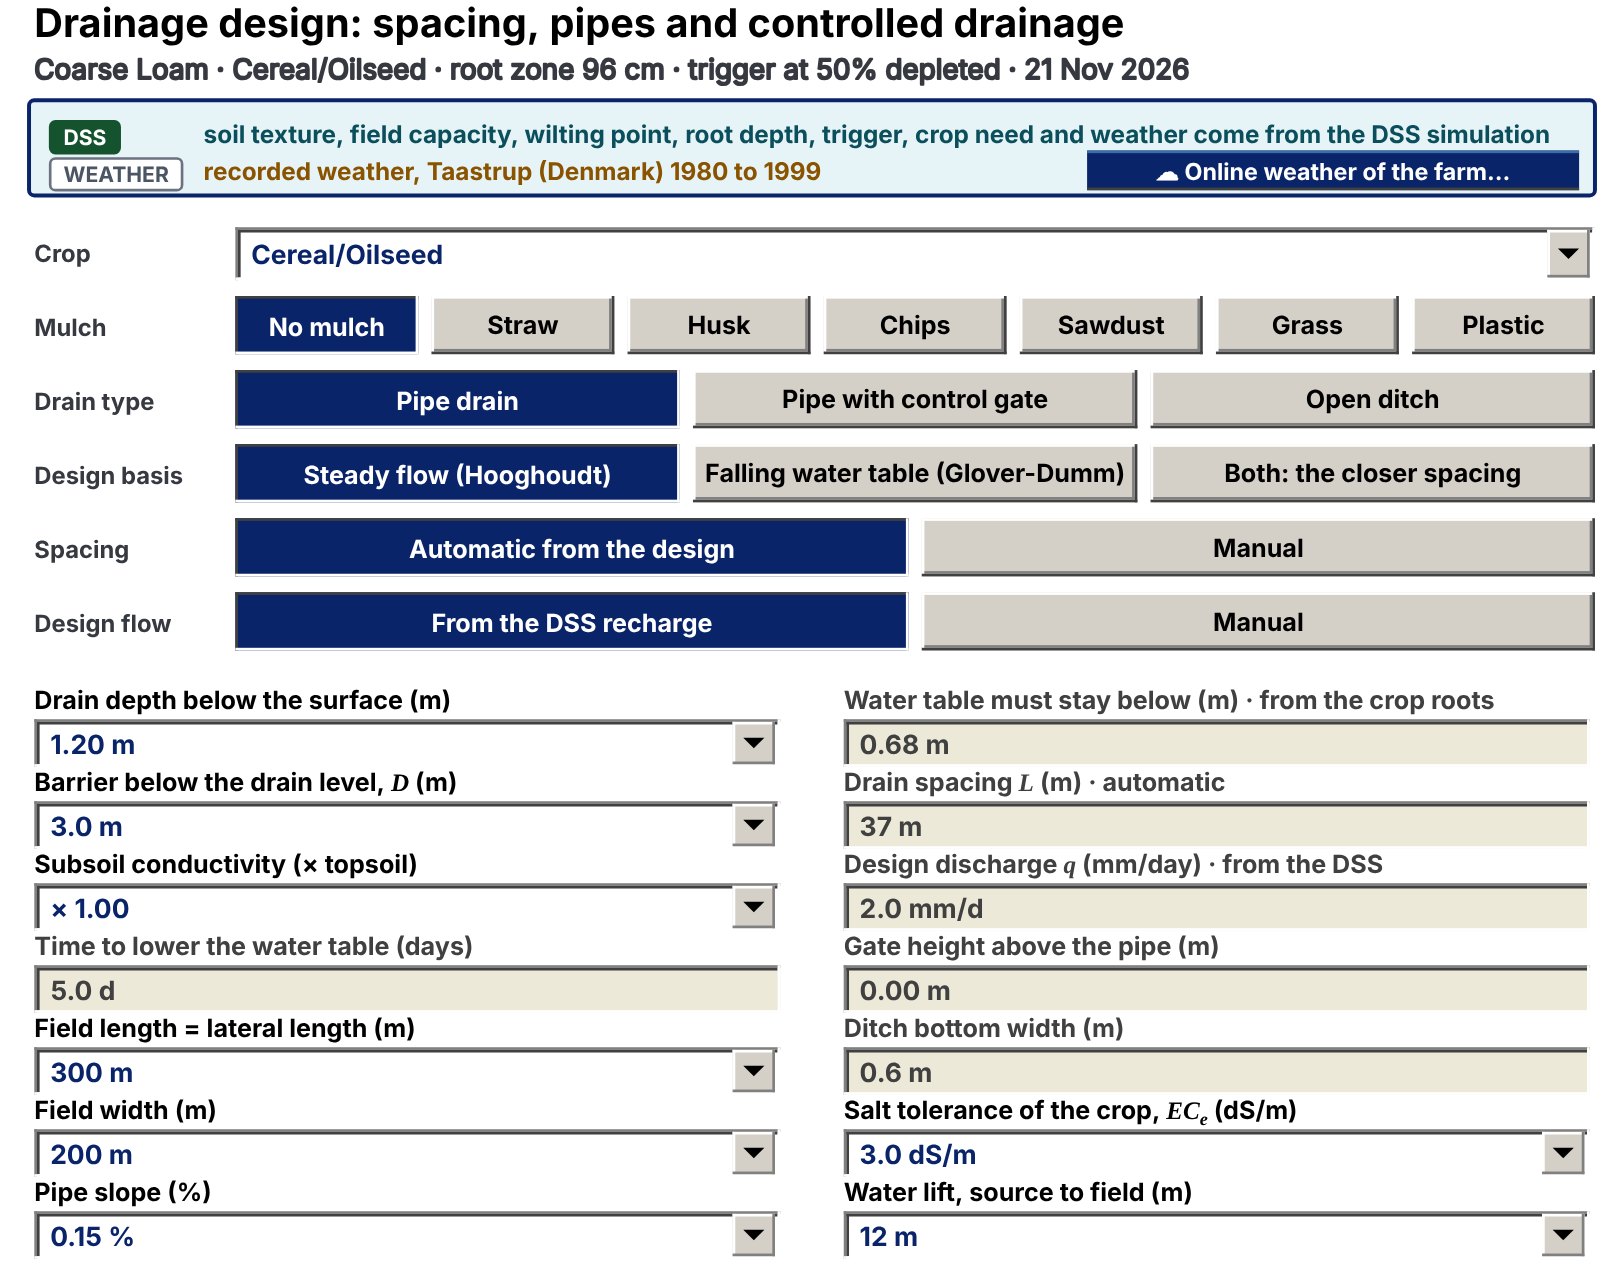 Drainage design: spacing, pipes and controlled drainage
Coarse Loam · Cereal/Oilseed · root zone 96 cm · trigger at 50% depleted · 21 Nov 2026
DSS soil texture, field capacity, wilting point, root depth, trigger, crop need and weather come from the DSS simulation
WEATHER recorded weather, Taastrup (Denmark) 1980 to 1999 ☁ Online weather of the farm...
Crop Cereal/Oilseed
Mulch No mulch Straw Husk Chips Sawdust Grass Plastic
Drain type Pipe drain Pipe with control gate Open ditch
Design basis Steady flow (Hooghoudt) Falling water table (Glover-Dumm) Both: the closer spacing
Spacing Automatic from the design Manual
Design flow From the DSS recharge Manual
Drain depth below the surface (m) Water table must stay below (m) · from the crop roots
1.20 m 0.68 m
Barrier below the drain level, D (m) Drain spacing L (m) · automatic
3.0 m 37 m
Subsoil conductivity (× topsoil) Design discharge q (mm/day) · from the DSS
× 1.00 2.0 mm/d
Time to lower the water table (days) Gate height above the pipe (m)
5.0 d 0.00 m
Field length = lateral length (m) Ditch bottom width (m)
300 m 0.6 m
Field width (m) Salt tolerance of the crop, ECe (dS/m)
200 m 3.0 dS/m
Pipe slope (%) Water lift, source to field (m)
0.15 % 12 m